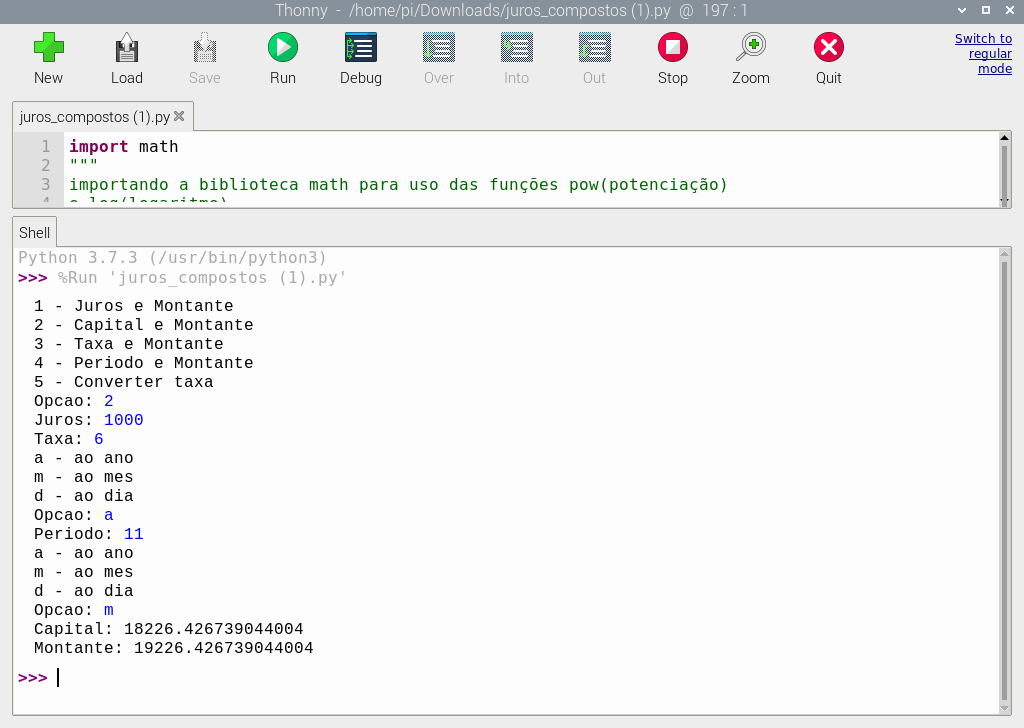 Thonny - /home/pi/Downloads/juros_compostos (1).py @ 197 : 1
New Load Save Run Debug Over Into Out Stop Zoom Quit
Switch to
regular
mode
juros_compostos (1).py
1 import math
2 """
3 importando a biblioteca math para uso das funções pow(potenciação)
4 e log(logaritmo)
Shell
Python 3.7.3 (/usr/bin/python3)
>>> %Run 'juros_compostos (1).py'
1 - Juros e Montante
2 - Capital e Montante
3 - Taxa e Montante
4 - Periodo e Montante
5 - Converter taxa
Opcao: 2
Juros: 1000
Taxa: 6
a - ao ano
m - ao mes
d - ao dia
Opcao: a
Periodo: 11
a - ao ano
m - ao mes
d - ao dia
Opcao: m
Capital: 18226.426739044004
Montante: 19226.426739044004
>>>